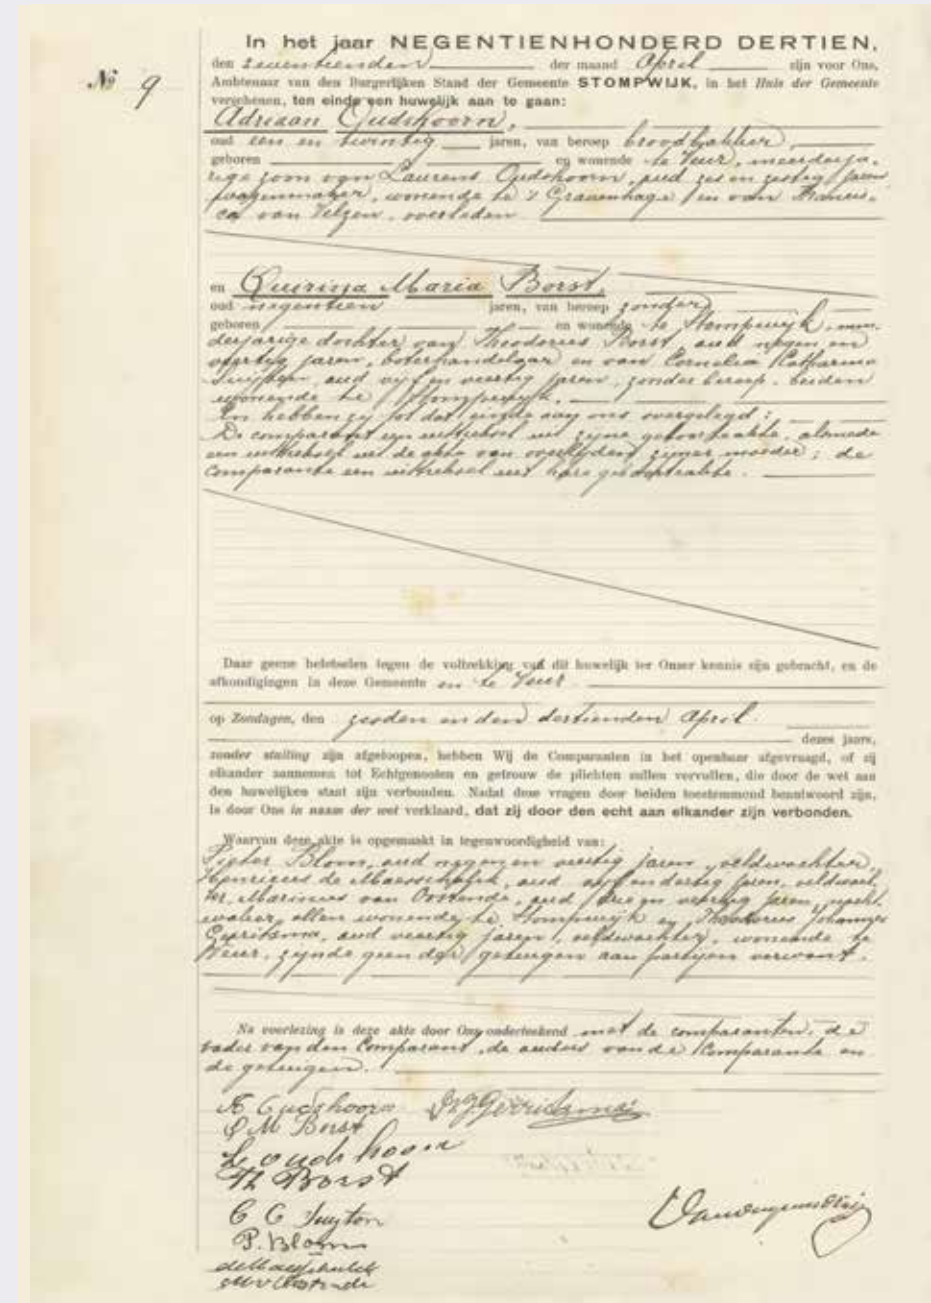 In het jaar NEGENTIENHONDERD DERTIEN,
den zeventienden der maand April zijn voor Ons,
Ambtenaar van den Burgerlijken Stand der Gemeente STOMPWIJK, in het Huis der Gemeente
№ 9
verschenen, ten einde een huwelijk aan te gaan:
Adriaan Oudshoorn,
oud een en twintig jaren, van beroep broodbakker,
geboren en wonende te Veur, meerderja-
rige zoon van Laurens Oudshoorn, oud zes en zestig jaren
wagenmaker, wonende te 's Gravenhage en van Francis-
ca van Velzen, overleden
en Quirina Maria Borst,
oud negentien jaren, van beroep zonder
geboren en wonende te Stompwijk, min-
derjarige dochter van Theodorus Borst, oud negen en
veertig jaren, boterhandelaar en van Cornelia Catharina
oud vijf en veertig jaren, zonder beroep, beiden
wonende te Stompwijk.
En hebben zij tot dat einde aan ons overgelegd:
De comparant een uittreksel uit zijne geboorteakte, alsmede
een uittreksel uit de akte van overlijden zijner moeder; de
comparante een uittreksel uit hare geboorteakte.
Daar geene beletselen tegen de voltrekking van dit huwelijk ter Onzer kennis zijn gebracht, en de
afkondigingen in deze Gemeente en te Veur
op Zondagen, den zesden en den dertienden April
dezes jaars,
zonder stuiting zijn afgeloopen, hebben Wij de Comparanten in het openbaar afgevraagd, of zij
elkander aannemen tot Echtgenooten en getrouw de plichten zullen vervullen, die door de wet aan
den huwelijken staat zijn verbonden. Nadat deze vragen door beiden toestemmend beantwoord zijn,
is door Ons in naam der wet verklaard, dat zij door den echt aan elkander zijn verbonden.
Waarvan deze akte is opgemaakt in tegenwoordigheid van:
Pieter Blom, oud negen en veertig jaren, veldwachter,
Henricus de Maesschalck, oud vijf en dertig jaren, veldwach-
ter, Marinus van Oostende, oud drie en veertig jaren, nacht-
waker, allen wonende te Stompwijk en Theodorus Johannes
Gerritsma, oud veertig jaren, veldwachter, wonende te
Veur, zijnde geen der getuigen aan partijen verwant.
Na voorlezing is deze akte door Ons onderteekend met de comparanten, de
vader van den Comparant, de ouders van de Comparante en
de getuigen.
A Oudshoorn
Q M Borst
L oudshoorn
Th Borst
C C Suyton
P. Blom
de Maesschalck
M v Oostende
Th J Gerritsma